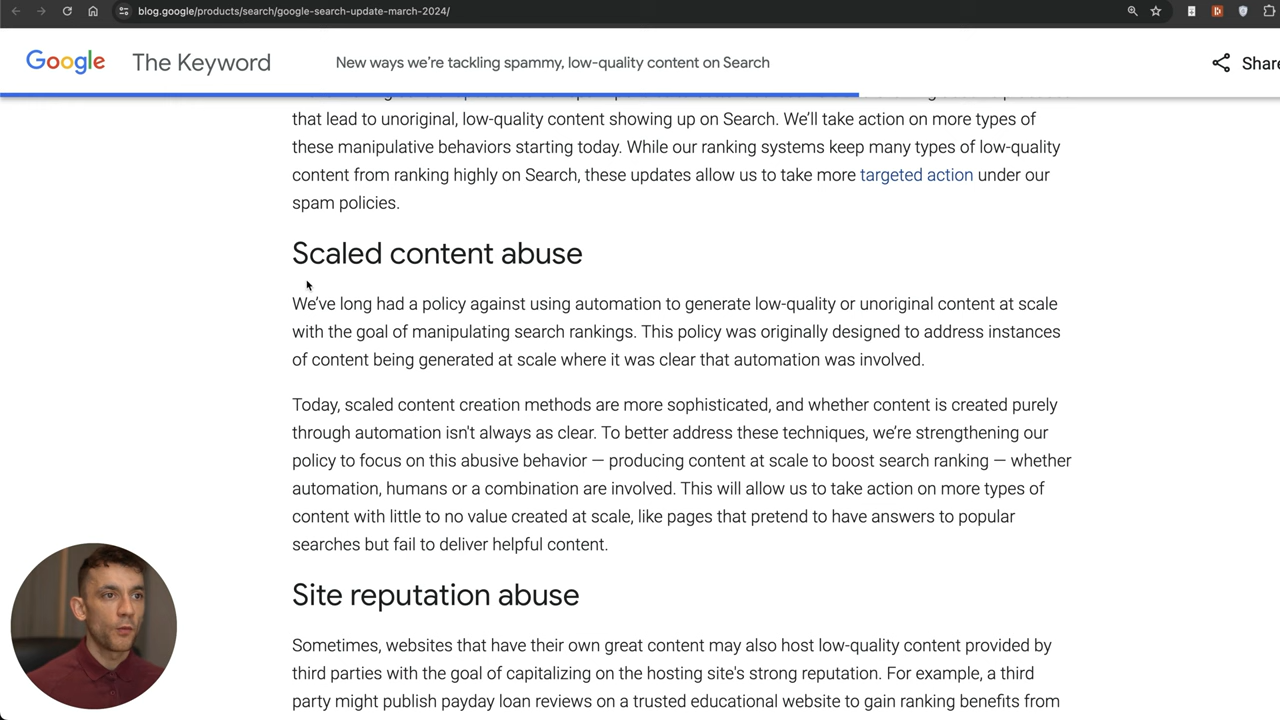 blog.google/products/search/google-search-update-march-2024/
Google The Keyword New ways we're tackling spammy, low-quality content on Search Share
that lead to unoriginal, low-quality content showing up on Search. We'll take action on more types of
these manipulative behaviors starting today. While our ranking systems keep many types of low-quality
content from ranking highly on Search, these updates allow us to take more targeted action under our
spam policies.
Scaled content abuse
We've long had a policy against using automation to generate low-quality or unoriginal content at scale
with the goal of manipulating search rankings. This policy was originally designed to address instances
of content being generated at scale where it was clear that automation was involved.
Today, scaled content creation methods are more sophisticated, and whether content is created purely
through automation isn't always as clear. To better address these techniques, we're strengthening our
policy to focus on this abusive behavior — producing content at scale to boost search ranking — whether
automation, humans or a combination are involved. This will allow us to take action on more types of
content with little to no value created at scale, like pages that pretend to have answers to popular
searches but fail to deliver helpful content.
Site reputation abuse
Sometimes, websites that have their own great content may also host low-quality content provided by
third parties with the goal of capitalizing on the hosting site's strong reputation. For example, a third
party might publish payday loan reviews on a trusted educational website to gain ranking benefits from